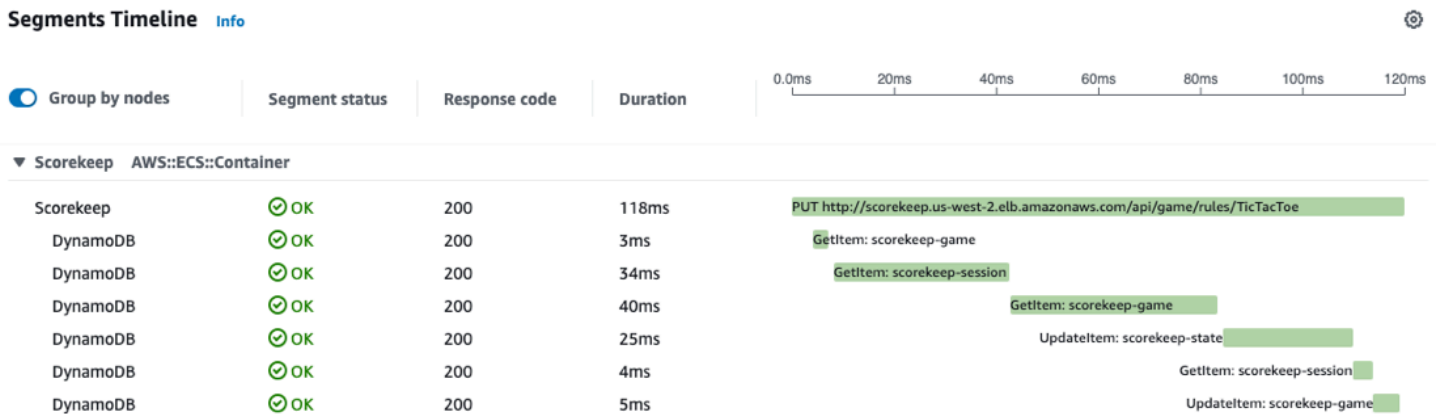 Segments Timeline Info
0.0ms 20ms 40ms 60ms 80ms 100ms 120ms
Group by nodes Segment status Response code Duration
Scorekeep AWS::ECS::Container
Scorekeep OK 200 118ms PUT http://scorekeep.us-west-2.elb.amazonaws.com/api/game/rules/TicTacToe
DynamoDB OK 200 3ms GetItem: scorekeep-game
DynamoDB OK 200 34ms GetItem: scorekeep-session
DynamoDB OK 200 40ms GetItem: scorekeep-game
DynamoDB OK 200 25ms UpdateItem: scorekeep-state
DynamoDB OK 200 4ms GetItem: scorekeep-session
DynamoDB OK 200 5ms UpdateItem: scorekeep-game